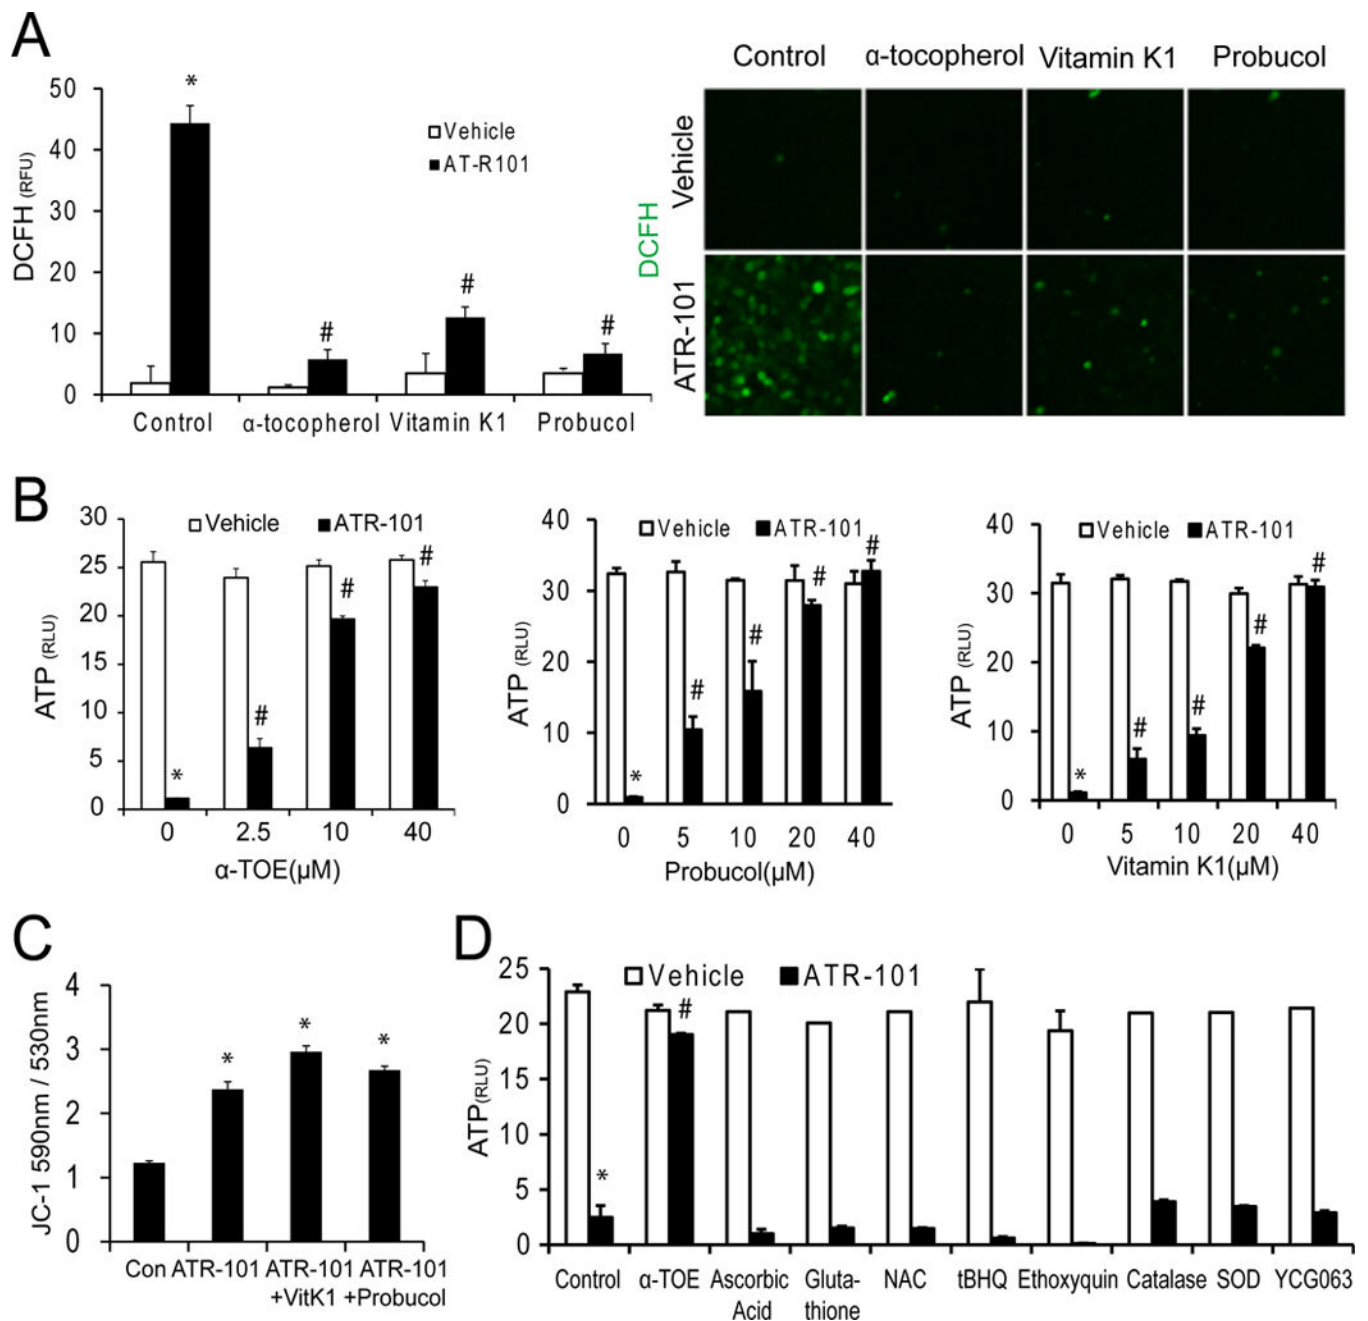 A
Control α-tocopherol Vitamin K1 Probucol
50
40
30
20
10
0
DCFH (RFU)
*
#
#
#
Vehicle
AT-R101
Control α-tocopherol Vitamin K1 Probucol
DCFH
Vehicle
ATR-101
B
30
25
20
15
10
5
0
ATP (RLU)
Vehicle ATR-101
*
#
#
#
0 2.5 10 40
α-TOE(µM)
40
30
20
10
0
ATP (RLU)
Vehicle ATR-101
*
#
#
#
#
0 5 10 20 40
Probucol(µM)
40
30
20
10
0
ATP (RLU)
Vehicle ATR-101
*
#
#
#
#
0 5 10 20 40
Vitamin K1(µM)
C
4
3
2
1
0
JC-1 590nm / 530nm
*
*
*
Con ATR-101 ATR-101 ATR-101
+VitK1 +Probucol
D
25
20
15
10
5
0
ATP(RLU)
Vehicle ATR-101
*
#
Control α-TOE Ascorbic Gluta- NAC tBHQ Ethoxyquin Catalase SOD YCG063
Acid thione